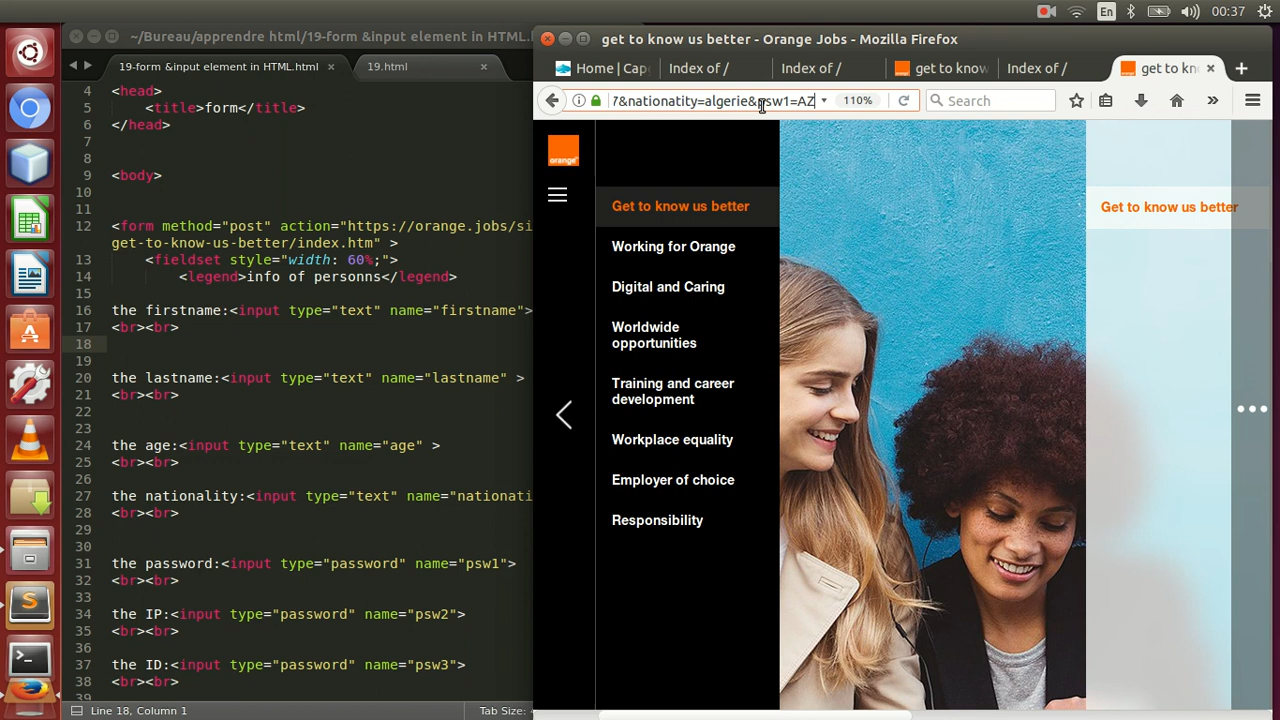 En
00:37
~/Bureau/apprendre html/19-form &input element in HTML.
19-form &input element in HTML.html
19.html
4 <head>
5 <title>form</title>
6 </head>
7
8
9 <body>
10
11
12 <form method="post" action="https://orange.jobs/si
get-to-know-us-better/index.htm" >
13 <fieldset style="width: 60%;">
14 <legend>info of personns</legend>
15
16 the firstname:<input type="text" name="firstname">
17 <br><br>
18
19
20 the lastname:<input type="text" name="lastname" >
21 <br><br>
22
23
24 the age:<input type="text" name="age" >
25 <br><br>
26
27 the nationality:<input type="text" name="nationati
28 <br><br>
29
30
31 the password:<input type="password" name="psw1">
32 <br><br>
33
34 the IP:<input type="password" name="psw2">
35 <br><br>
36
37 the ID:<input type="password" name="psw3">
38 <br><br>
39
Line 18, Column 1
Tab Size:
get to know us better - Orange Jobs - Mozilla Firefox
Home | Cap
Index of /
Index of /
get to know
Index of /
get to kn
7&nationatity=algerie&psw1=AZ
110%
Search
orange
Get to know us better
Working for Orange
Digital and Caring
Worldwide
opportunities
Training and career
development
Workplace equality
Employer of choice
Responsibility
Get to know us better